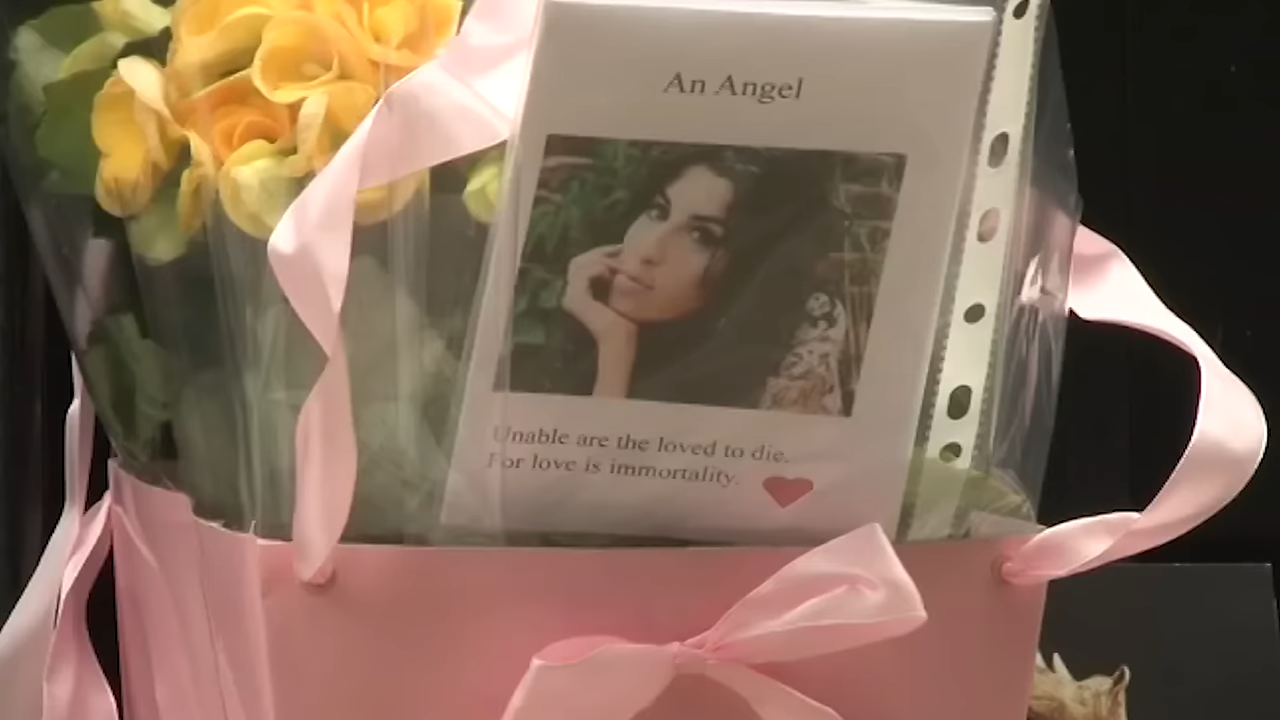 An Angel
Unable are the loved to die.
For love is immortality.